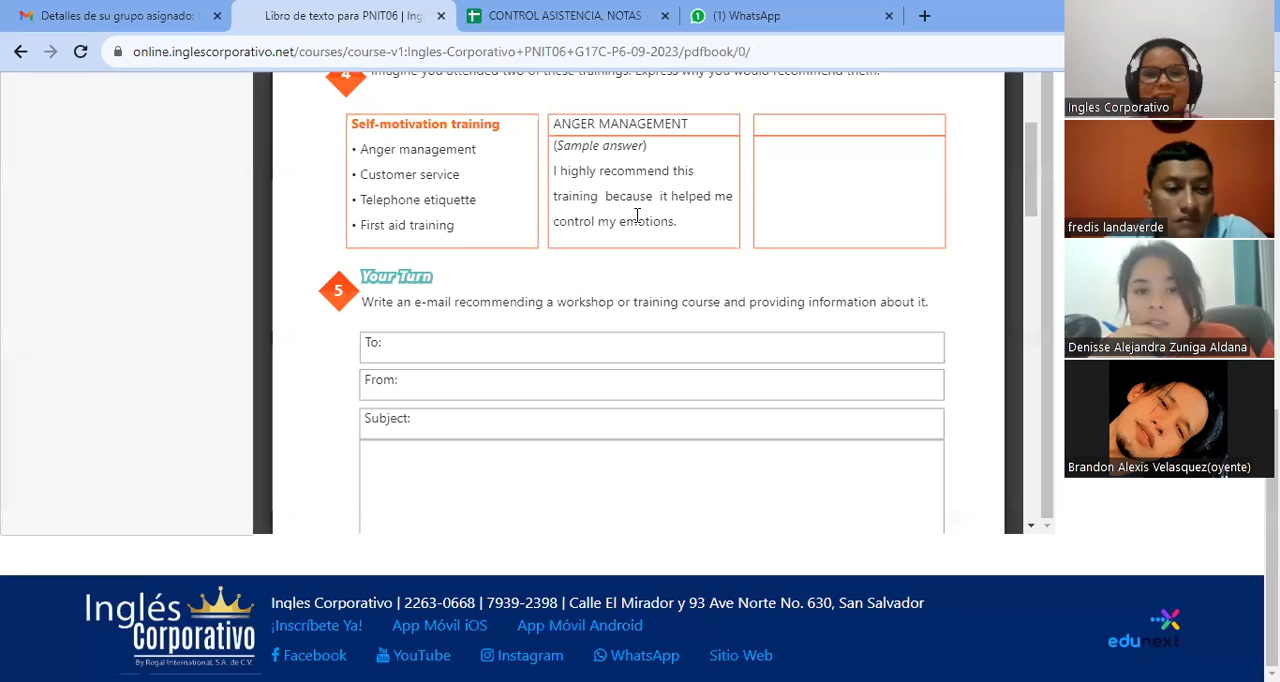 Detalles de su grupo asignado:
Libro de texto para PNIT06 | Ing
CONTROL ASISTENCIA, NOTAS
(1) WhatsApp
online.inglescorporativo.net/courses/course-v1:Ingles-Corporativo+PNIT06+G17C-P6-09-2023/pdfbook/0/
4 Imagine you attended two of these trainings. Express why you would recommend them.
Self-motivation training
• Anger management
• Customer service
• Telephone etiquette
• First aid training
ANGER MANAGEMENT
(Sample answer)
I highly recommend this
training because it helped me
control my emotions.
5 Your Turn
Write an e-mail recommending a workshop or training course and providing information about it.
To:
From:
Subject:
Ingles Corporativo
fredis landaverde
Denisse Alejandra Zuniga Aldana
Brandon Alexis Velasquez(oyente)
Inglés
Corporativo
By Regal International, S.A. de C.V.
Ingles Corporativo | 2263-0668 | 7939-2398 | Calle El Mirador y 93 Ave Norte No. 630, San Salvador
¡Inscríbete Ya! App Móvil iOS App Móvil Android
Facebook YouTube Instagram WhatsApp Sitio Web
edunext